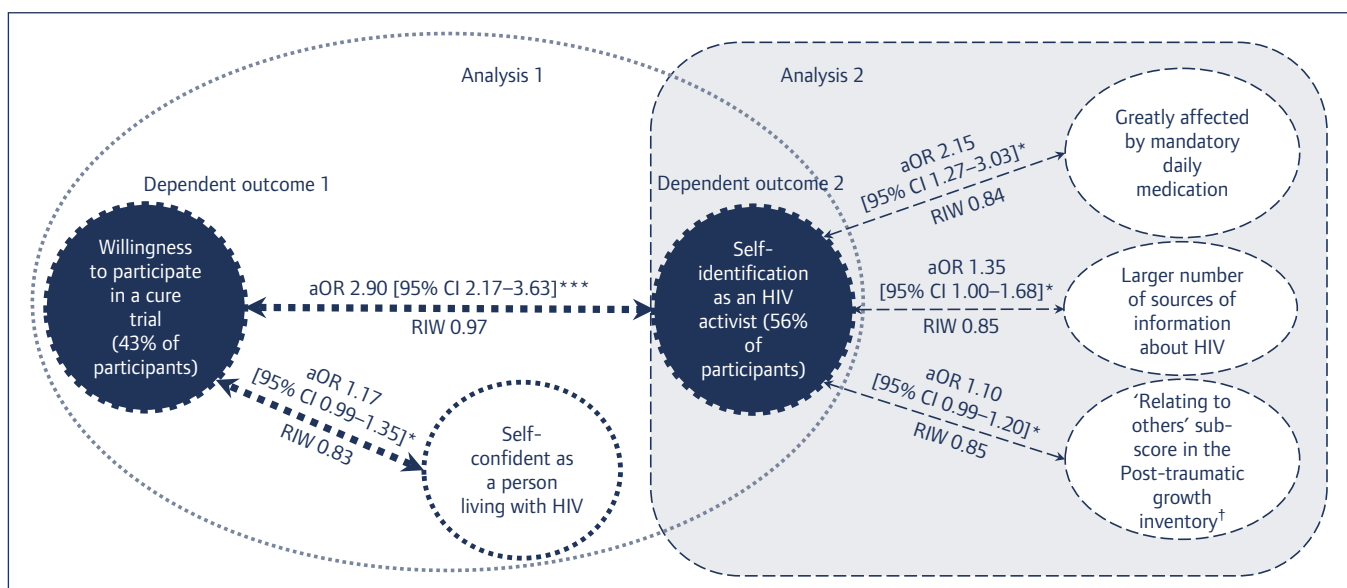 Analysis 1
Analysis 2
Dependent outcome 1
Willingness
to participate
in a cure
trial
(43% of
participants)
aOR 2.90 [95% CI 2.17–3.63]***
RIW 0.97
aOR 1.17
[95% CI 0.99–1.35]*
RIW 0.83
Self-
confident as
a person
living with HIV
Dependent outcome 2
Self-
identification
as an HIV
activist (56%
of
participants)
aOR 2.15
[95% CI 1.27–3.03]*
RIW 0.84
Greatly affected
by mandatory
daily
medication
aOR 1.35
[95% CI 1.00–1.68]*
RIW 0.85
Larger number
of sources of
information
about HIV
aOR 1.10
[95% CI 0.99–1.20]*
RIW 0.85
‘Relating to
others’ sub-
score in the
Post-traumatic
growth
inventory†